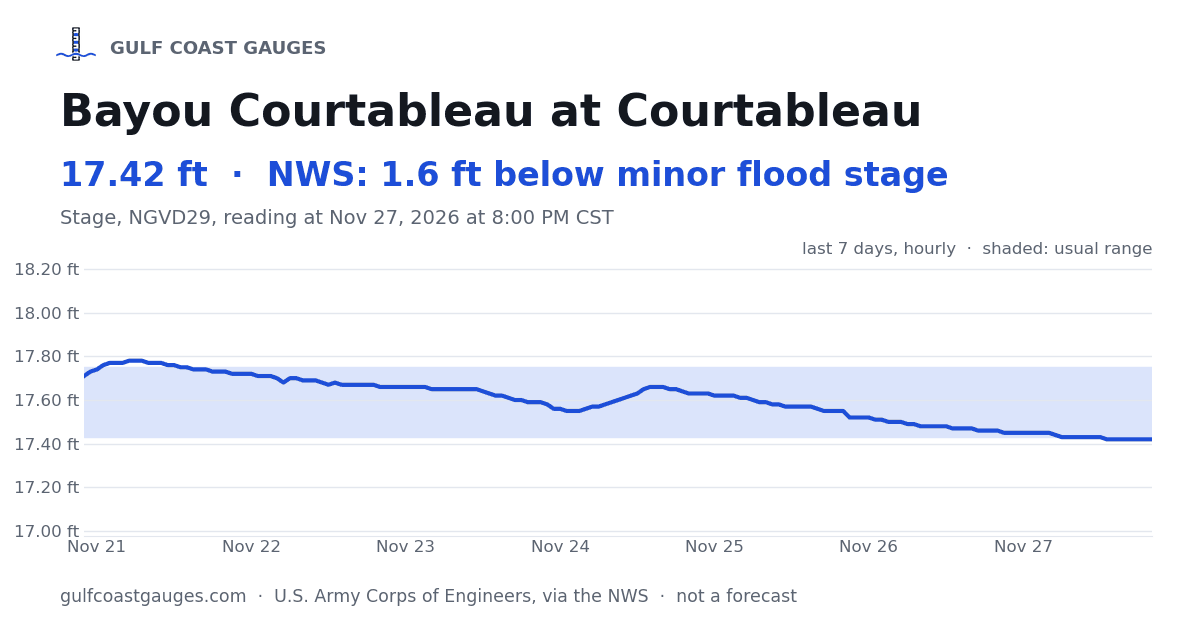 GULF COAST GAUGES
Bayou Courtableau at Courtableau
17.42 ft · NWS: 1.6 ft below minor flood stage
Stage, NGVD29, reading at Nov 27, 2026 at 8:00 PM CST
last 7 days, hourly · shaded: usual range
18.20 ft
18.00 ft
17.80 ft
17.60 ft
17.40 ft
17.20 ft
17.00 ft
Nov 21 Nov 22 Nov 23 Nov 24 Nov 25 Nov 26 Nov 27
gulfcoastgauges.com · U.S. Army Corps of Engineers, via the NWS · not a forecast